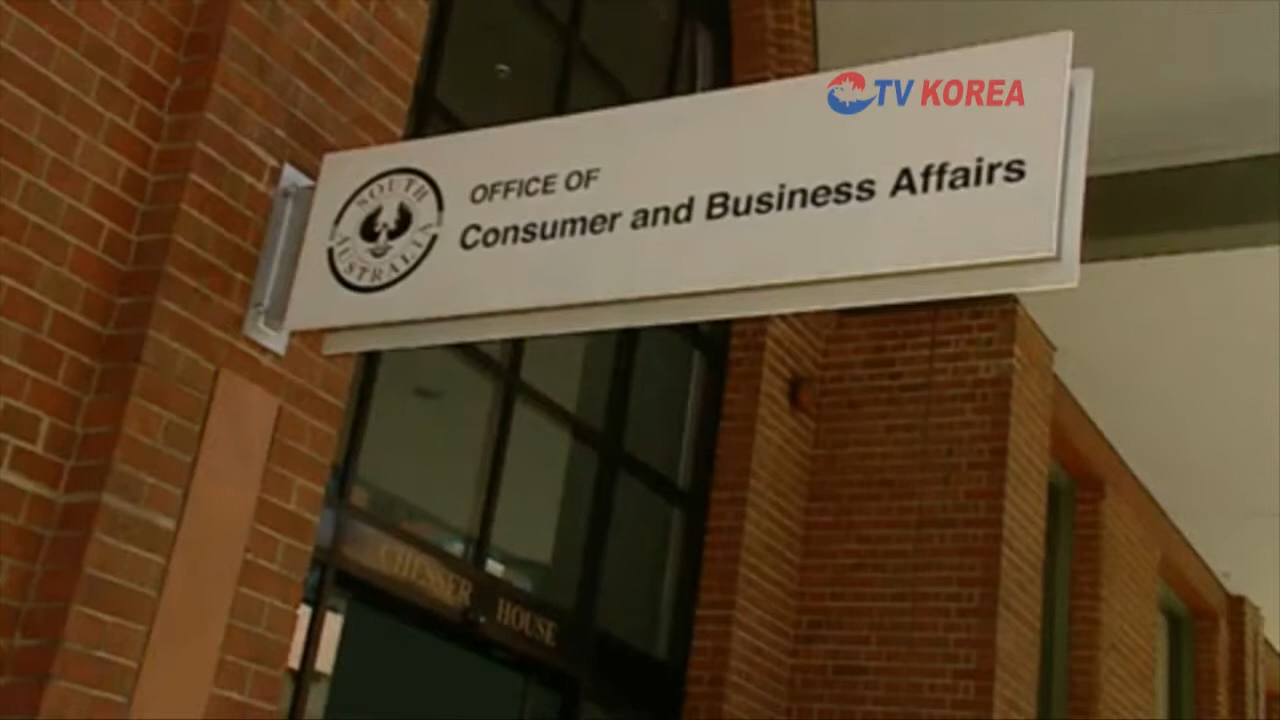 TV KOREA
OFFICE OF
Consumer and Business Affairs
SOUTH
AUSTRALIA
CHESSER HOUSE